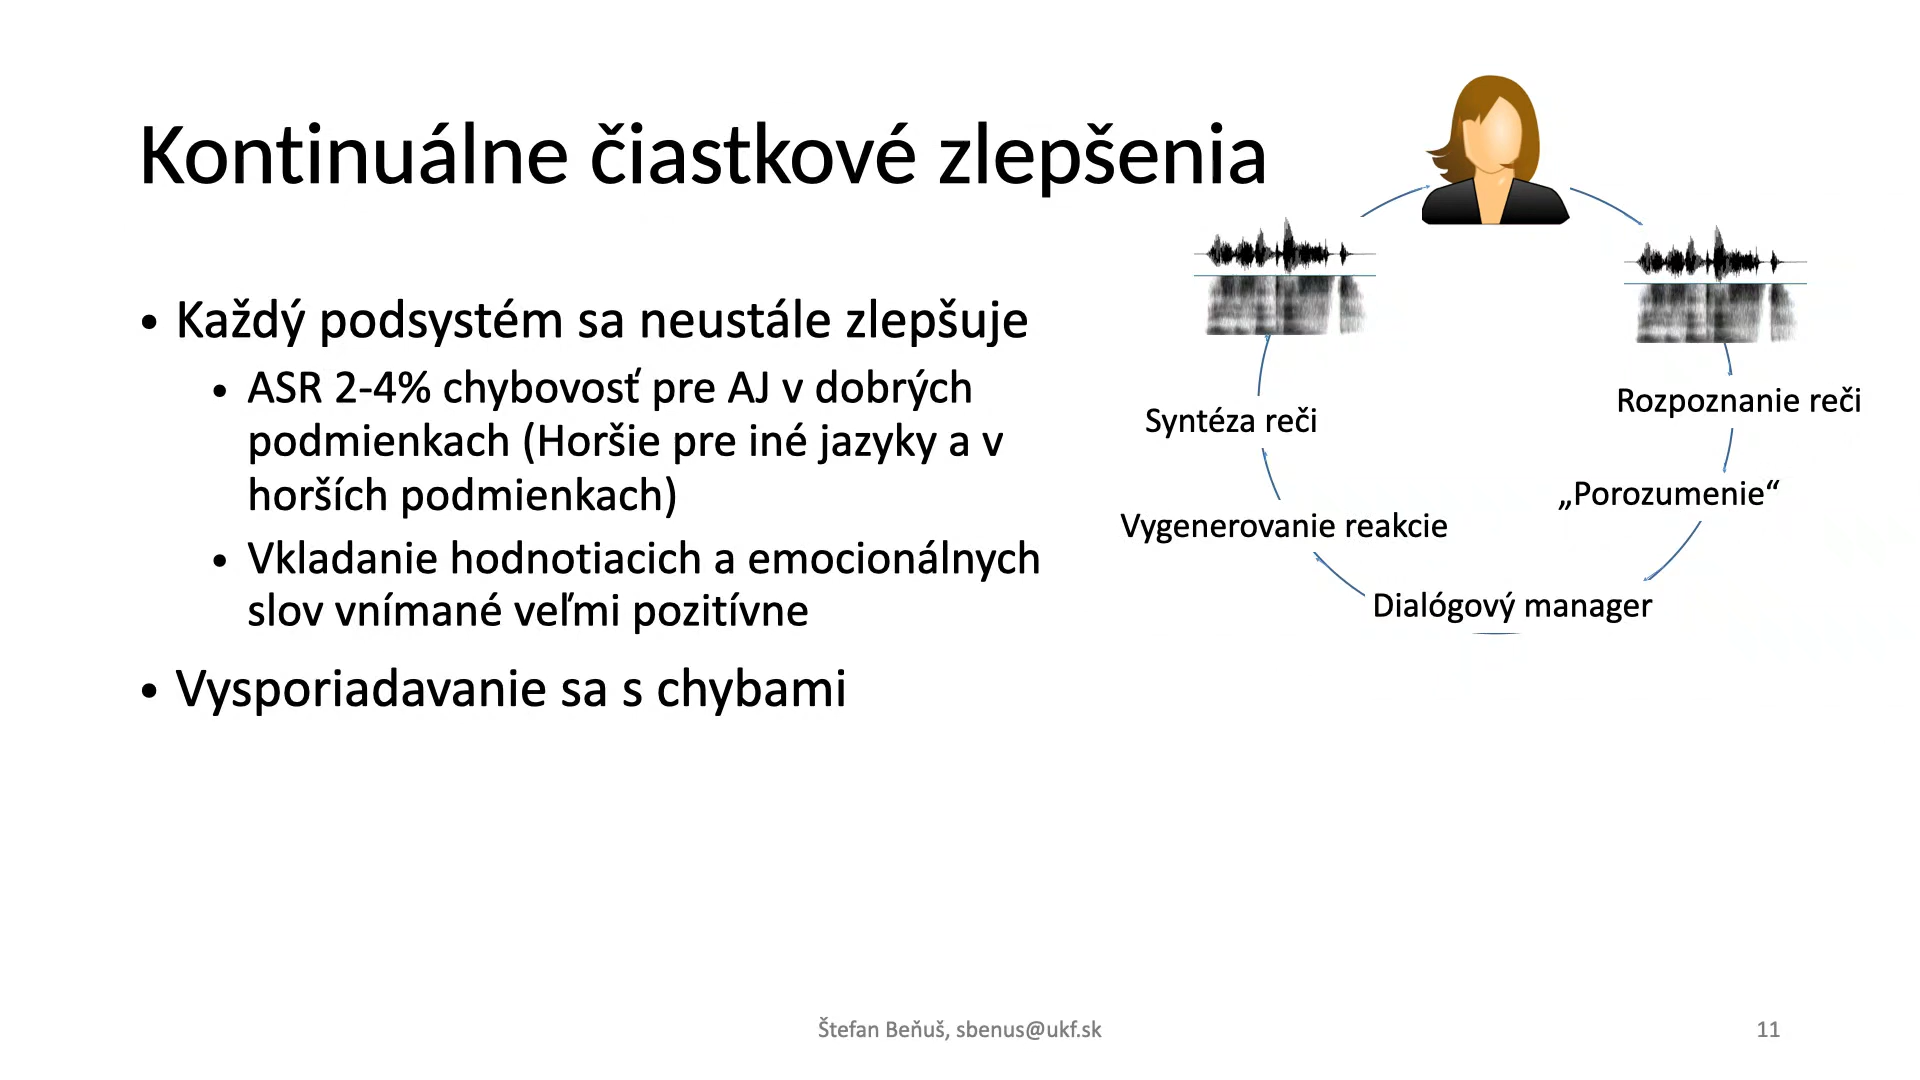 Kontinuálne čiastkové zlepšenia
• Každý podsystém sa neustále zlepšuje
• ASR 2-4% chybovosť pre AJ v dobrých
podmienkach (Horšie pre iné jazyky a v
horších podmienkach)
• Vkladanie hodnotiacich a emocionálnych
slov vnímané veľmi pozitívne
• Vysporiadavanie sa s chybami
Rozpoznanie reči
„Porozumenie“
Dialógový manager
Vygenerovanie reakcie
Syntéza reči
Štefan Beňuš, sbenus@ukf.sk
11